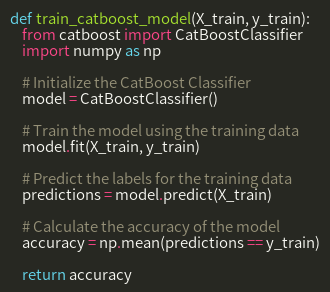 def train_catboost_model(X_train, y_train):
from catboost import CatBoostClassifier
import numpy as np
# Initialize the CatBoost Classifier
model = CatBoostClassifier()
# Train the model using the training data
model.fit(X_train, y_train)
# Predict the labels for the training data
predictions = model.predict(X_train)
# Calculate the accuracy of the model
accuracy = np.mean(predictions == y_train)
return accuracy